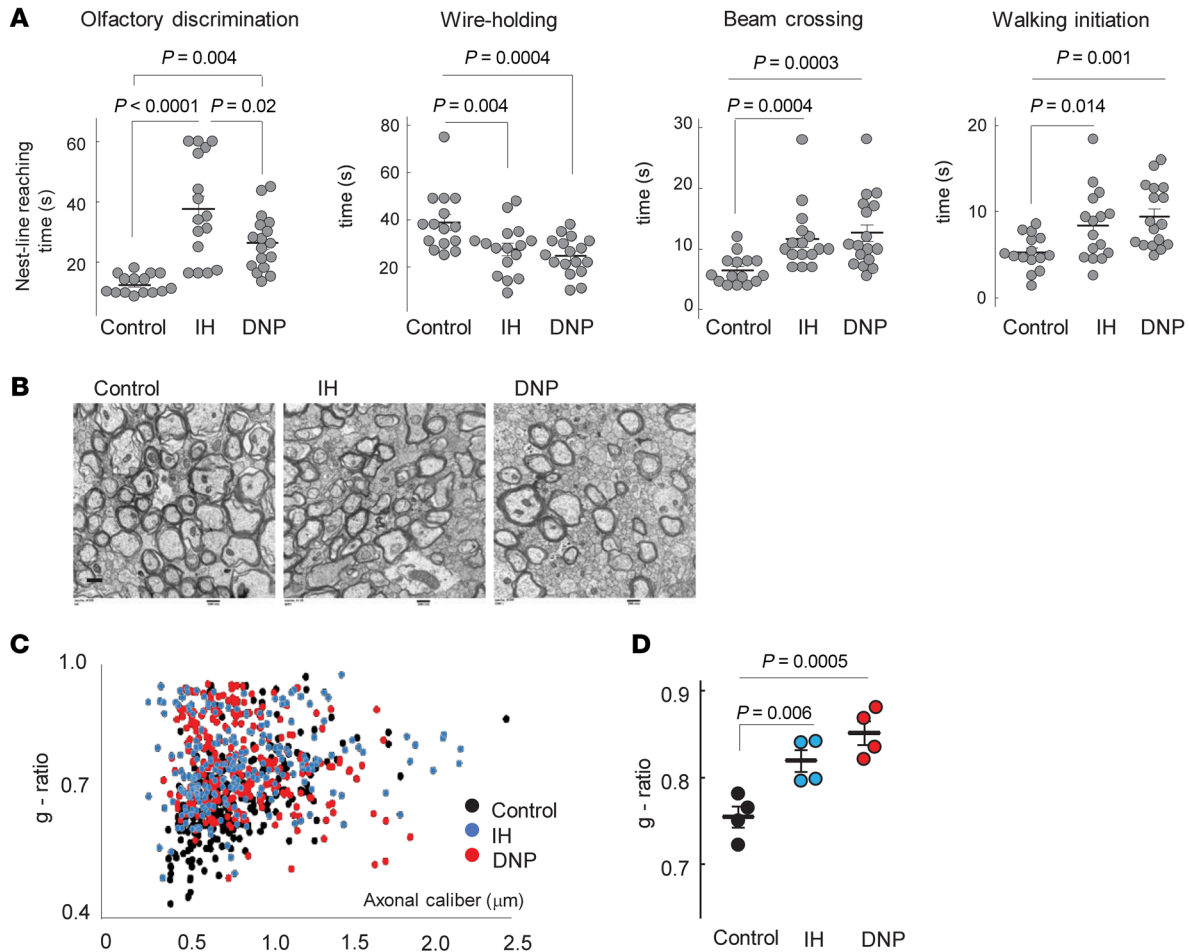 A
Olfactory discrimination
Wire-holding
Beam crossing
Walking initiation
P = 0.004
P < 0.0001
P = 0.02
Nest-line reaching
time (s)
60
40
20
Control IH DNP
P = 0.0004
P = 0.004
time (s)
80
60
40
20
Control IH DNP
P = 0.0003
P = 0.0004
time (s)
30
20
10
0
Control IH DNP
P = 0.001
P = 0.014
time (s)
20
10
0
Control IH DNP
B
Control
IH
DNP
C
1.0
0.7
0.4
g - ratio
Control
IH
DNP
Axonal caliber (μm)
0 0.5 1.0 1.5 2.0 2.5
D
P = 0.0005
P = 0.006
g - ratio
0.9
0.8
0.7
Control IH DNP